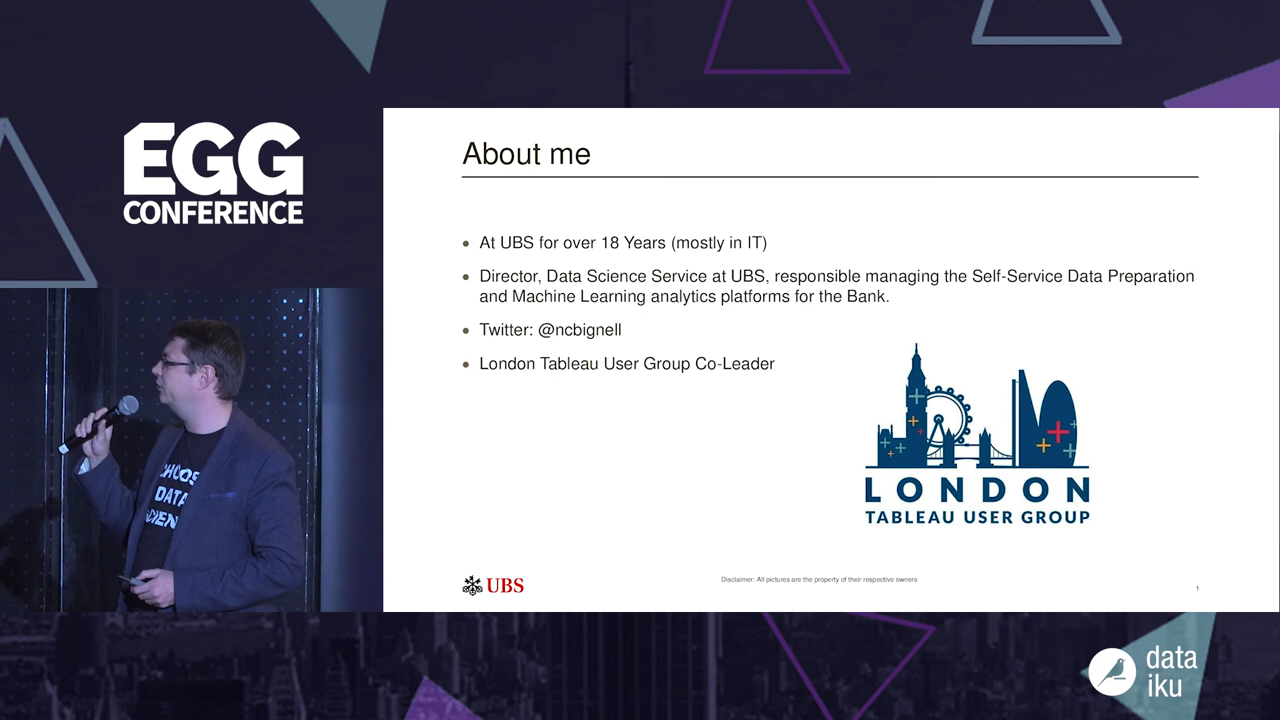 EGG
CONFERENCE
About me
At UBS for over 18 Years (mostly in IT)
Director, Data Science Service at UBS, responsible managing the Self-Service Data Preparation
and Machine Learning analytics platforms for the Bank.
Twitter: @ncbignell
London Tableau User Group Co-Leader
LONDON
TABLEAU USER GROUP
CHOOS
DATA
SCIEN
UBS
Disclaimer: All pictures are the property of their respective owners
1
data
iku